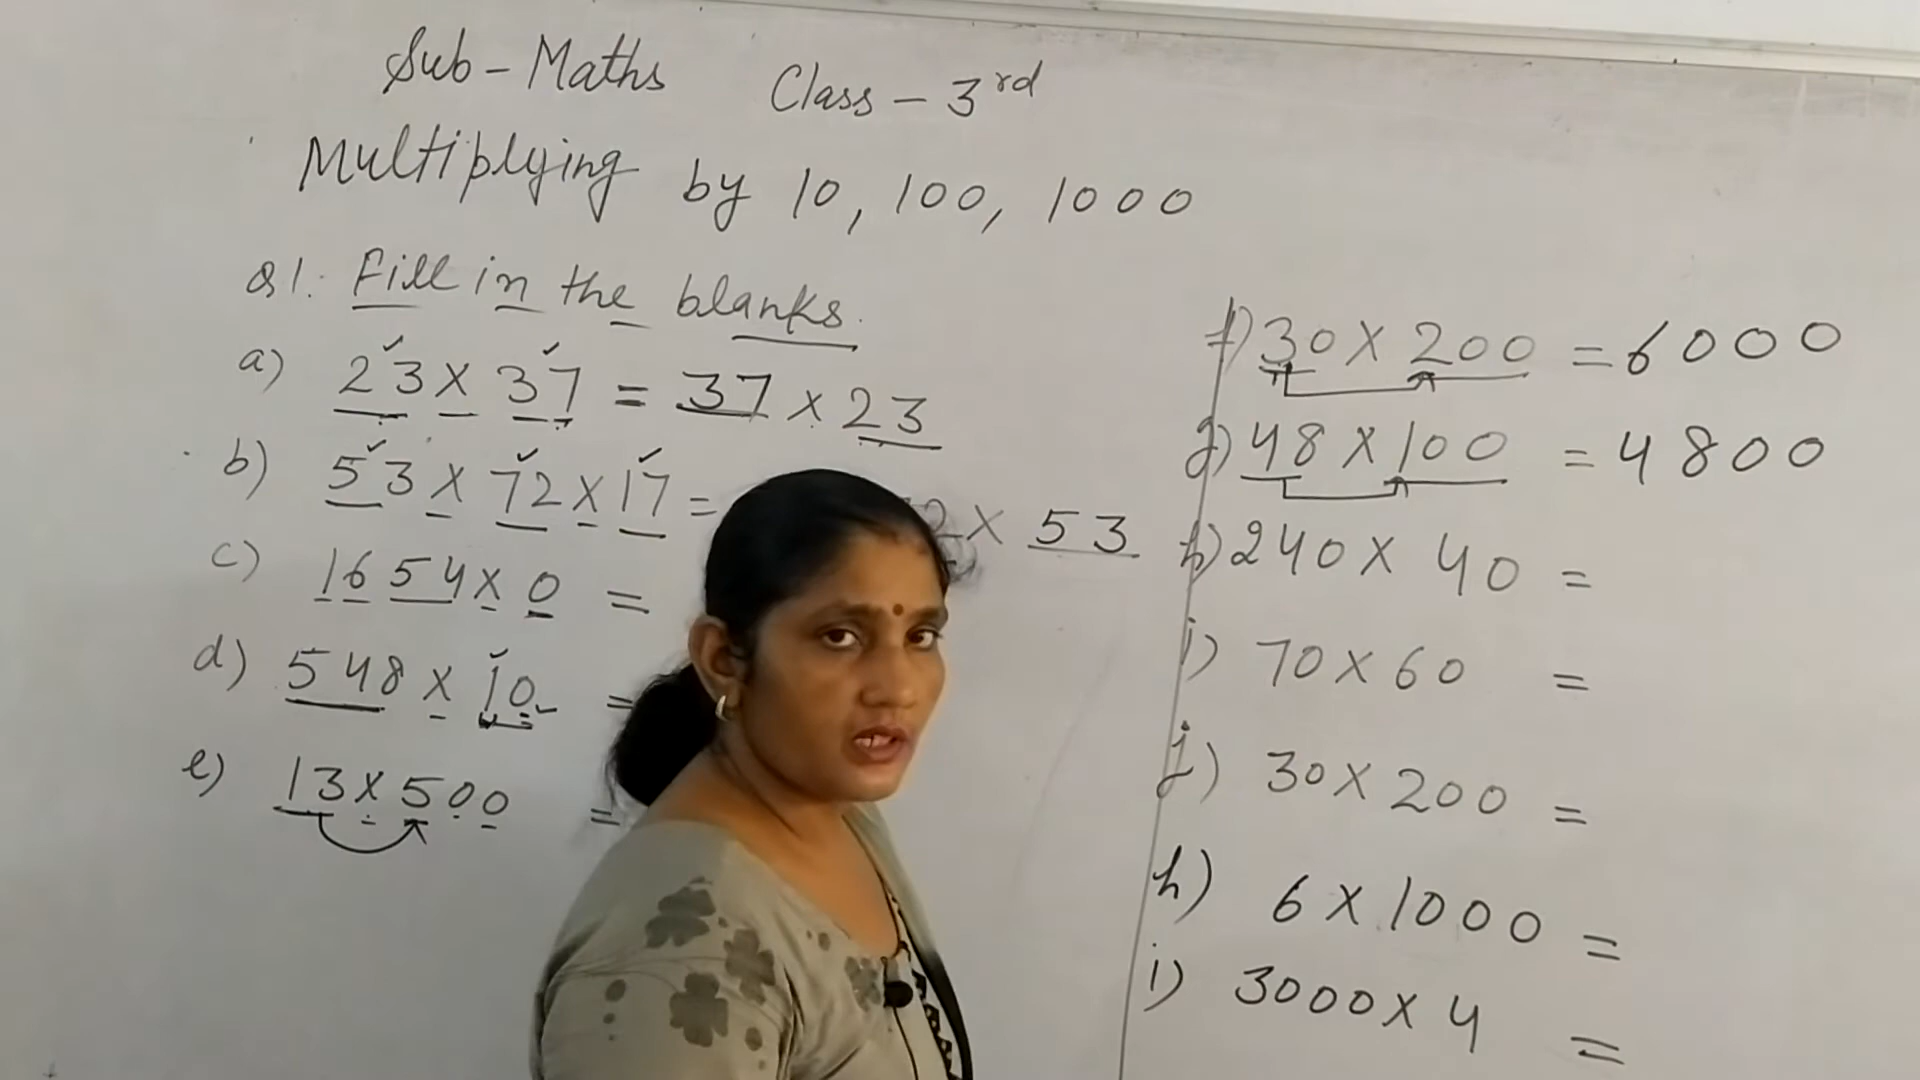 Sub - Maths Class - 3rd
Multiplying by 10, 100, 1000
Q1. Fill in the blanks.
a) 23 X 37 = 37 X 23
b) 53 X 72 X 17 = 2 X 53
c) 1654 X 0 =
d) 548 X 10 =
e) 13 X 500 =
f) 30 X 200 = 6000
g) 48 X 100 = 4800
h) 240 X 40 =
i) 70 X 60 =
j) 30 X 200 =
h) 6 X 1000 =
i) 3000 X 4 =